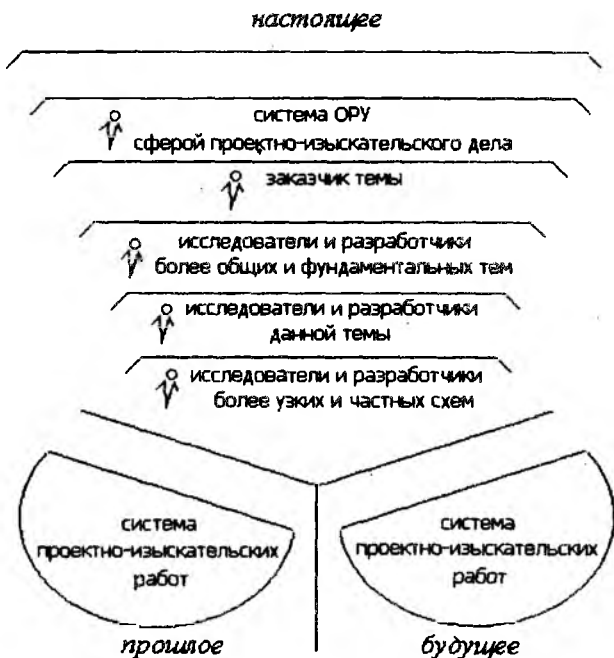 настоящее
система ОРУ
сферой проектно-изыскательского дела
заказчик темы
исследователи и разработчики
более общих и фундаментальных тем
исследователи и разработчики
данной темы
исследователи и разработчики
более узких и частных схем
система
проектно-изыскательских
работ
система
проектно-изыскательских
работ
прошлое
будущее